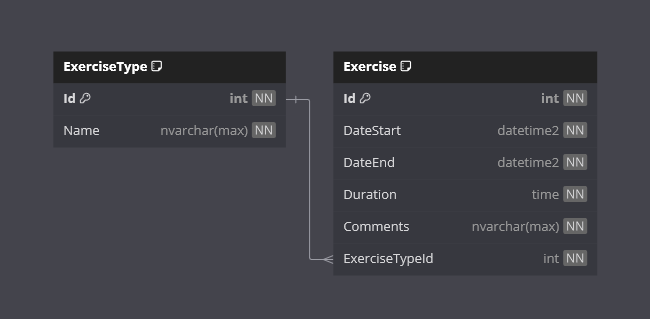 ExerciseType
Id int NN
Name nvarchar(max) NN
Exercise
Id int NN
DateStart datetime2 NN
DateEnd datetime2 NN
Duration time NN
Comments nvarchar(max) NN
ExerciseTypeId int NN